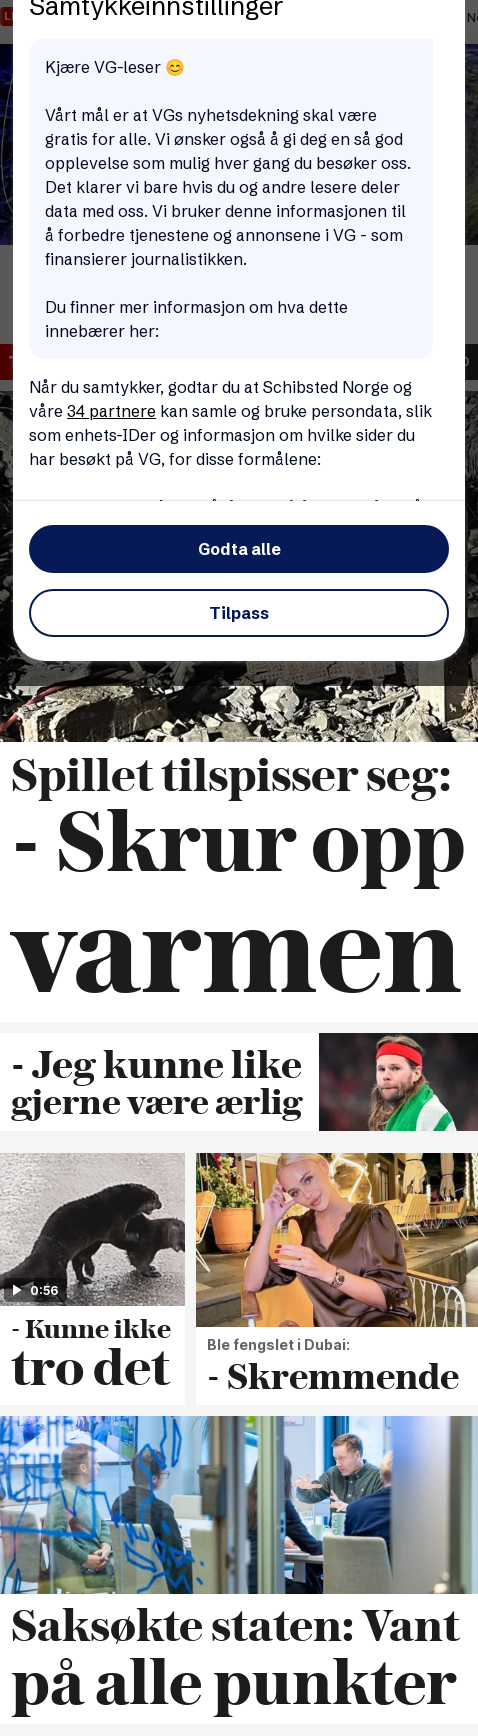 Samtykkeinnstillinger
Kjære VG-leser 😊
Vårt mål er at VGs nyhetsdekning skal være
gratis for alle. Vi ønsker også å gi deg en så god
opplevelse som mulig hver gang du besøker oss.
Det klarer vi bare hvis du og andre lesere deler
data med oss. Vi bruker denne informasjonen til
å forbedre tjenestene og annonsene i VG - som
finansierer journalistikken.
Du finner mer informasjon om hva dette
innebærer her:
Når du samtykker, godtar du at Schibsted Norge og
våre 34 partnere kan samle og bruke persondata, slik
som enhets-IDer og informasjon om hvilke sider du
har besøkt på VG, for disse formålene:
Godta alle
Tilpass
Spillet tilspisser seg:
- Skrur opp
varmen
- Jeg kunne like
gjerne være ærlig
0:56
- Kunne ikke
tro det
Ble fengslet i Dubai:
- Skremmende
Saksøkte staten: Vant
på alle punkter